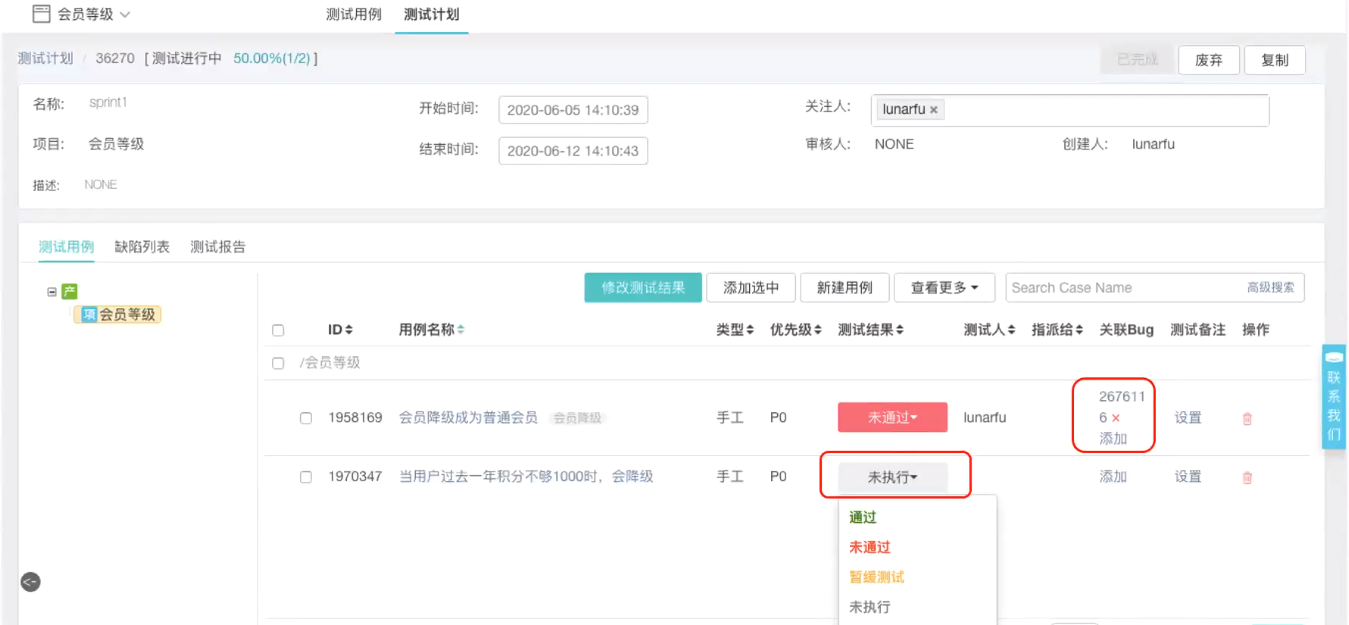 会员等级 测试用例 测试计划
测试计划 / 36270 [ 测试进行中 50.00%(1/2) ] 已完成 废弃 复制
名称: sprint1 开始时间: 2020-06-05 14:10:39 关注人: lunarfu ×
项目: 会员等级 结束时间: 2020-06-12 14:10:43 审核人: NONE 创建人: lunarfu
描述: NONE
测试用例 缺陷列表 测试报告
产
项 会员等级
修改测试结果 添加选中 新建用例 查看更多 Search Case Name 高级搜索
ID 用例名称 类型 优先级 测试结果 测试人 指派给 关联Bug 测试备注 操作
/会员等级
1958169 会员降级成为普通会员 会员降级 手工 P0 未通过 lunarfu 267611
6 ×
添加 设置
1970347 当用户过去一年积分不够1000时，会降级 手工 P0 未执行 添加 设置
通过
未通过
暂缓测试
未执行
联系我们